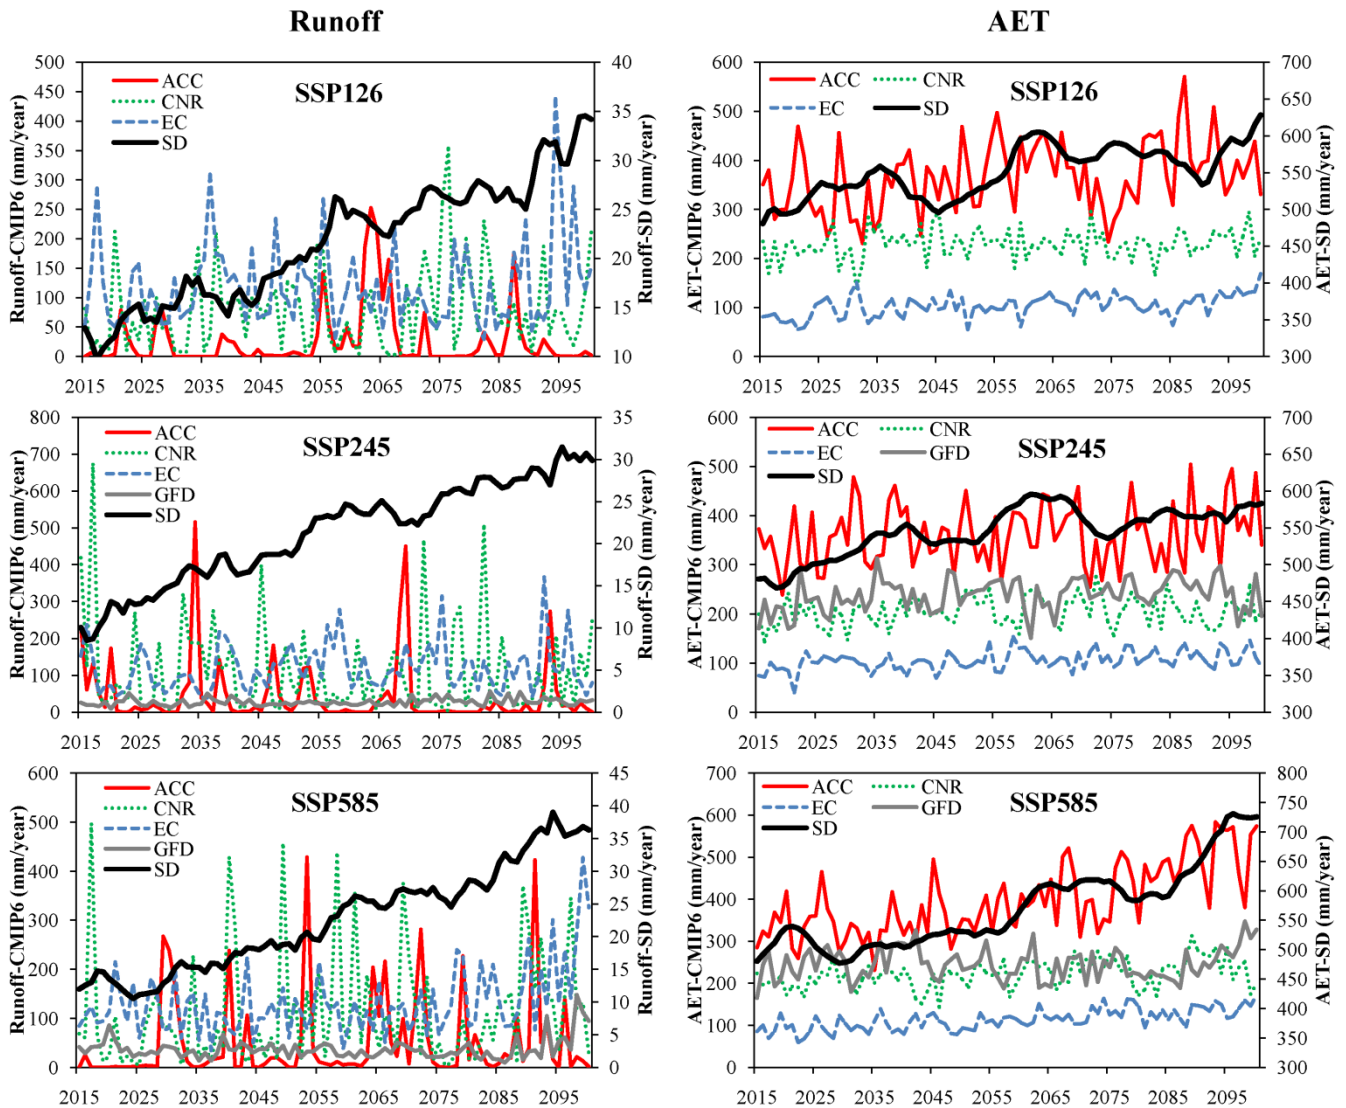 Runoff
AET
SSP126
ACC
CNR
EC
SD
Runoff-CMIP6 (mm/year)
500
450
400
350
300
250
200
150
100
50
0
40
35
30
25
20
15
10
Runoff-SD (mm/year)
2015 2025 2035 2045 2055 2065 2075 2085 2095
SSP126
ACC CNR
EC SD
AET-CMIP6 (mm/year)
600
500
400
300
200
100
0
700
650
600
550
500
450
400
350
300
AET-SD (mm/year)
2015 2025 2035 2045 2055 2065 2075 2085 2095
SSP245
ACC
CNR
EC
GFD
SD
Runoff-CMIP6 (mm/year)
800
700
600
500
400
300
200
100
0
35
30
25
20
15
10
5
0
Runoff-SD (mm/year)
2015 2025 2035 2045 2055 2065 2075 2085 2095
SSP245
ACC CNR
EC GFD
SD
AET-CMIP6 (mm/year)
600
500
400
300
200
100
0
700
650
600
550
500
450
400
350
300
AET-SD (mm/year)
2015 2025 2035 2045 2055 2065 2075 2085 2095
SSP585
ACC
CNR
EC
GFD
SD
Runoff-CMIP6 (mm/year)
600
500
400
300
200
100
0
45
40
35
30
25
20
15
10
5
0
Runoff-SD (mm/year)
2015 2025 2035 2045 2055 2065 2075 2085 2095
SSP585
ACC CNR
EC GFD
SD
AET-CMIP6 (mm/year)
700
600
500
400
300
200
100
0
800
750
700
650
600
550
500
450
400
350
300
AET-SD (mm/year)
2015 2025 2035 2045 2055 2065 2075 2085 2095